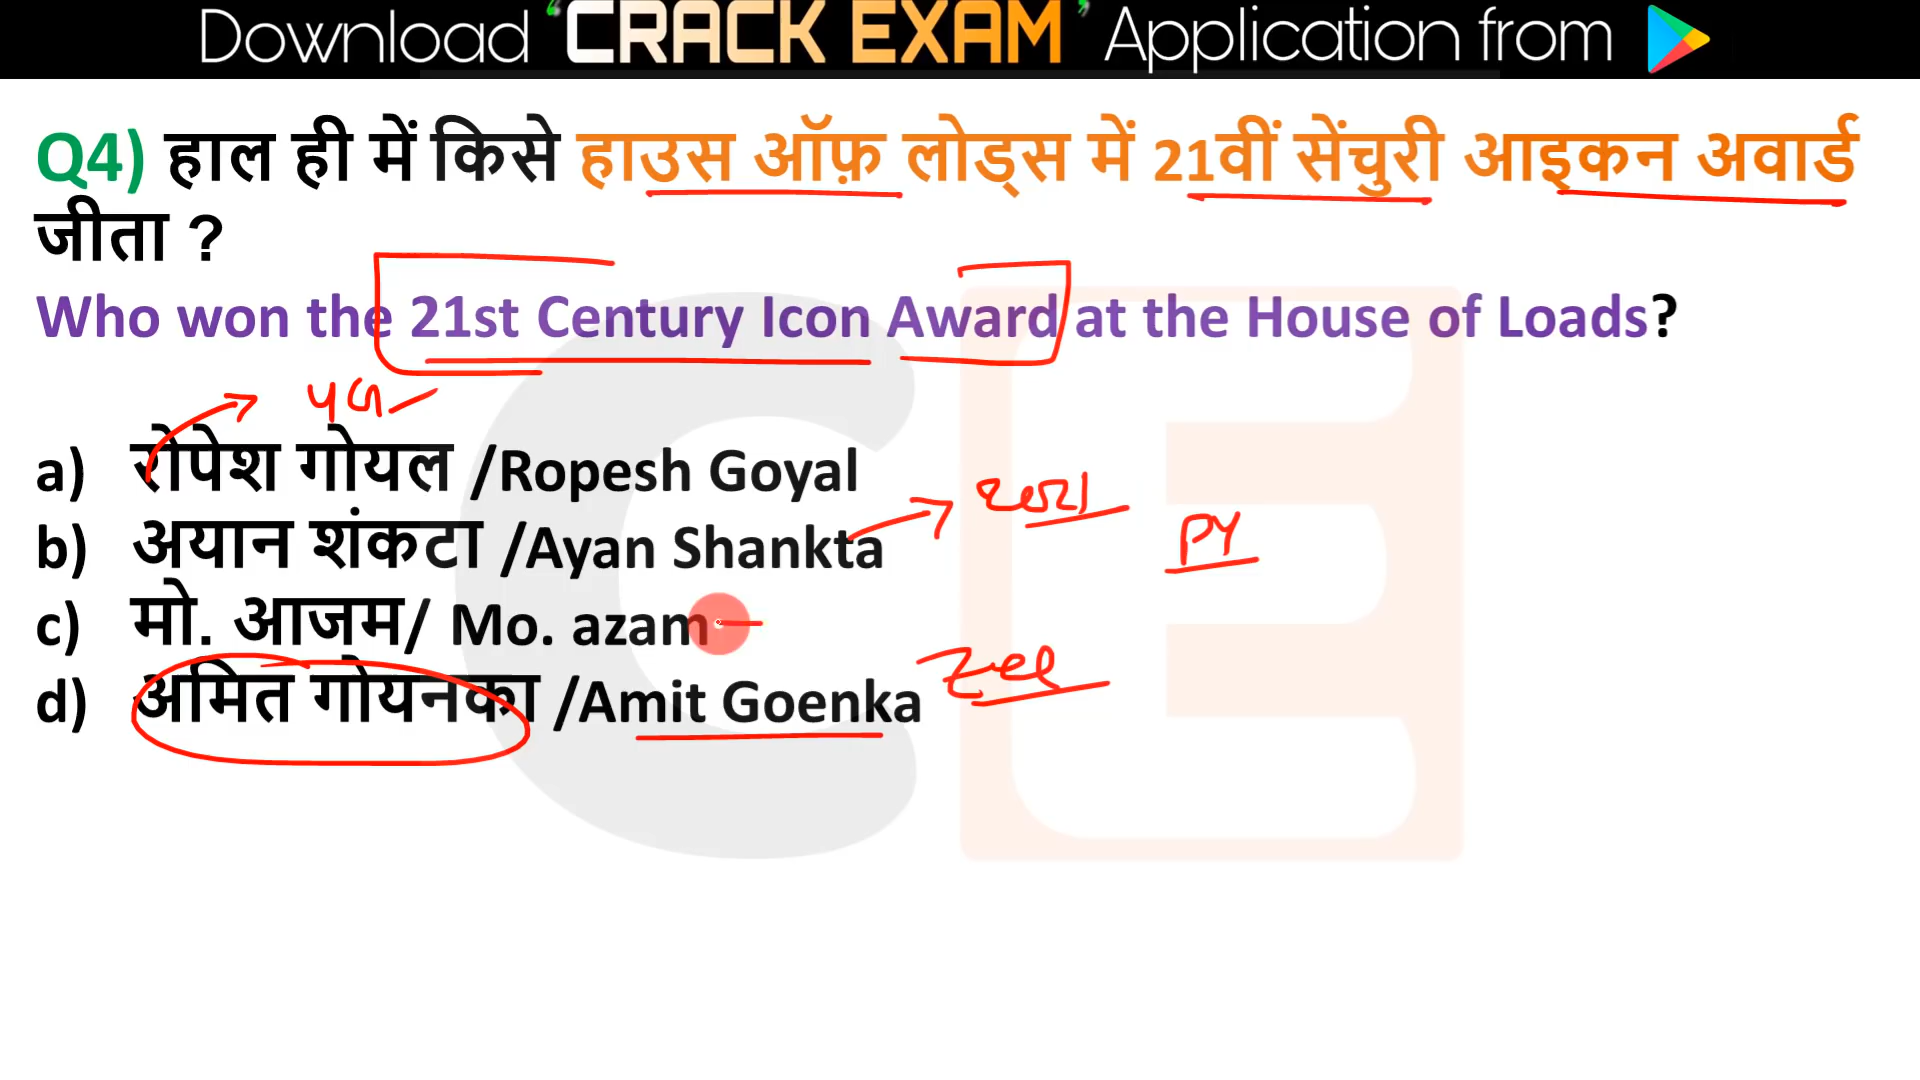 Download 'CRACK EXAM' Application from
Q4) हाल ही में किसे हाउस ऑफ़ लोड्स में 21वीं सेंचुरी आइकन अवार्ड
जीता ?
Who won the 21st Century Icon Award at the House of Loads?
a) रोपेश गोयल /Ropesh Goyal
b) अयान शंकटा /Ayan Shankta
2021
PY
c) मो. आजम/ Mo. azam
d) अमित गोयनका /Amit Goenka
Zee
CE